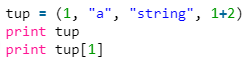 tup = (1, "a", "string", 1+2)
print tup
print tup[1]